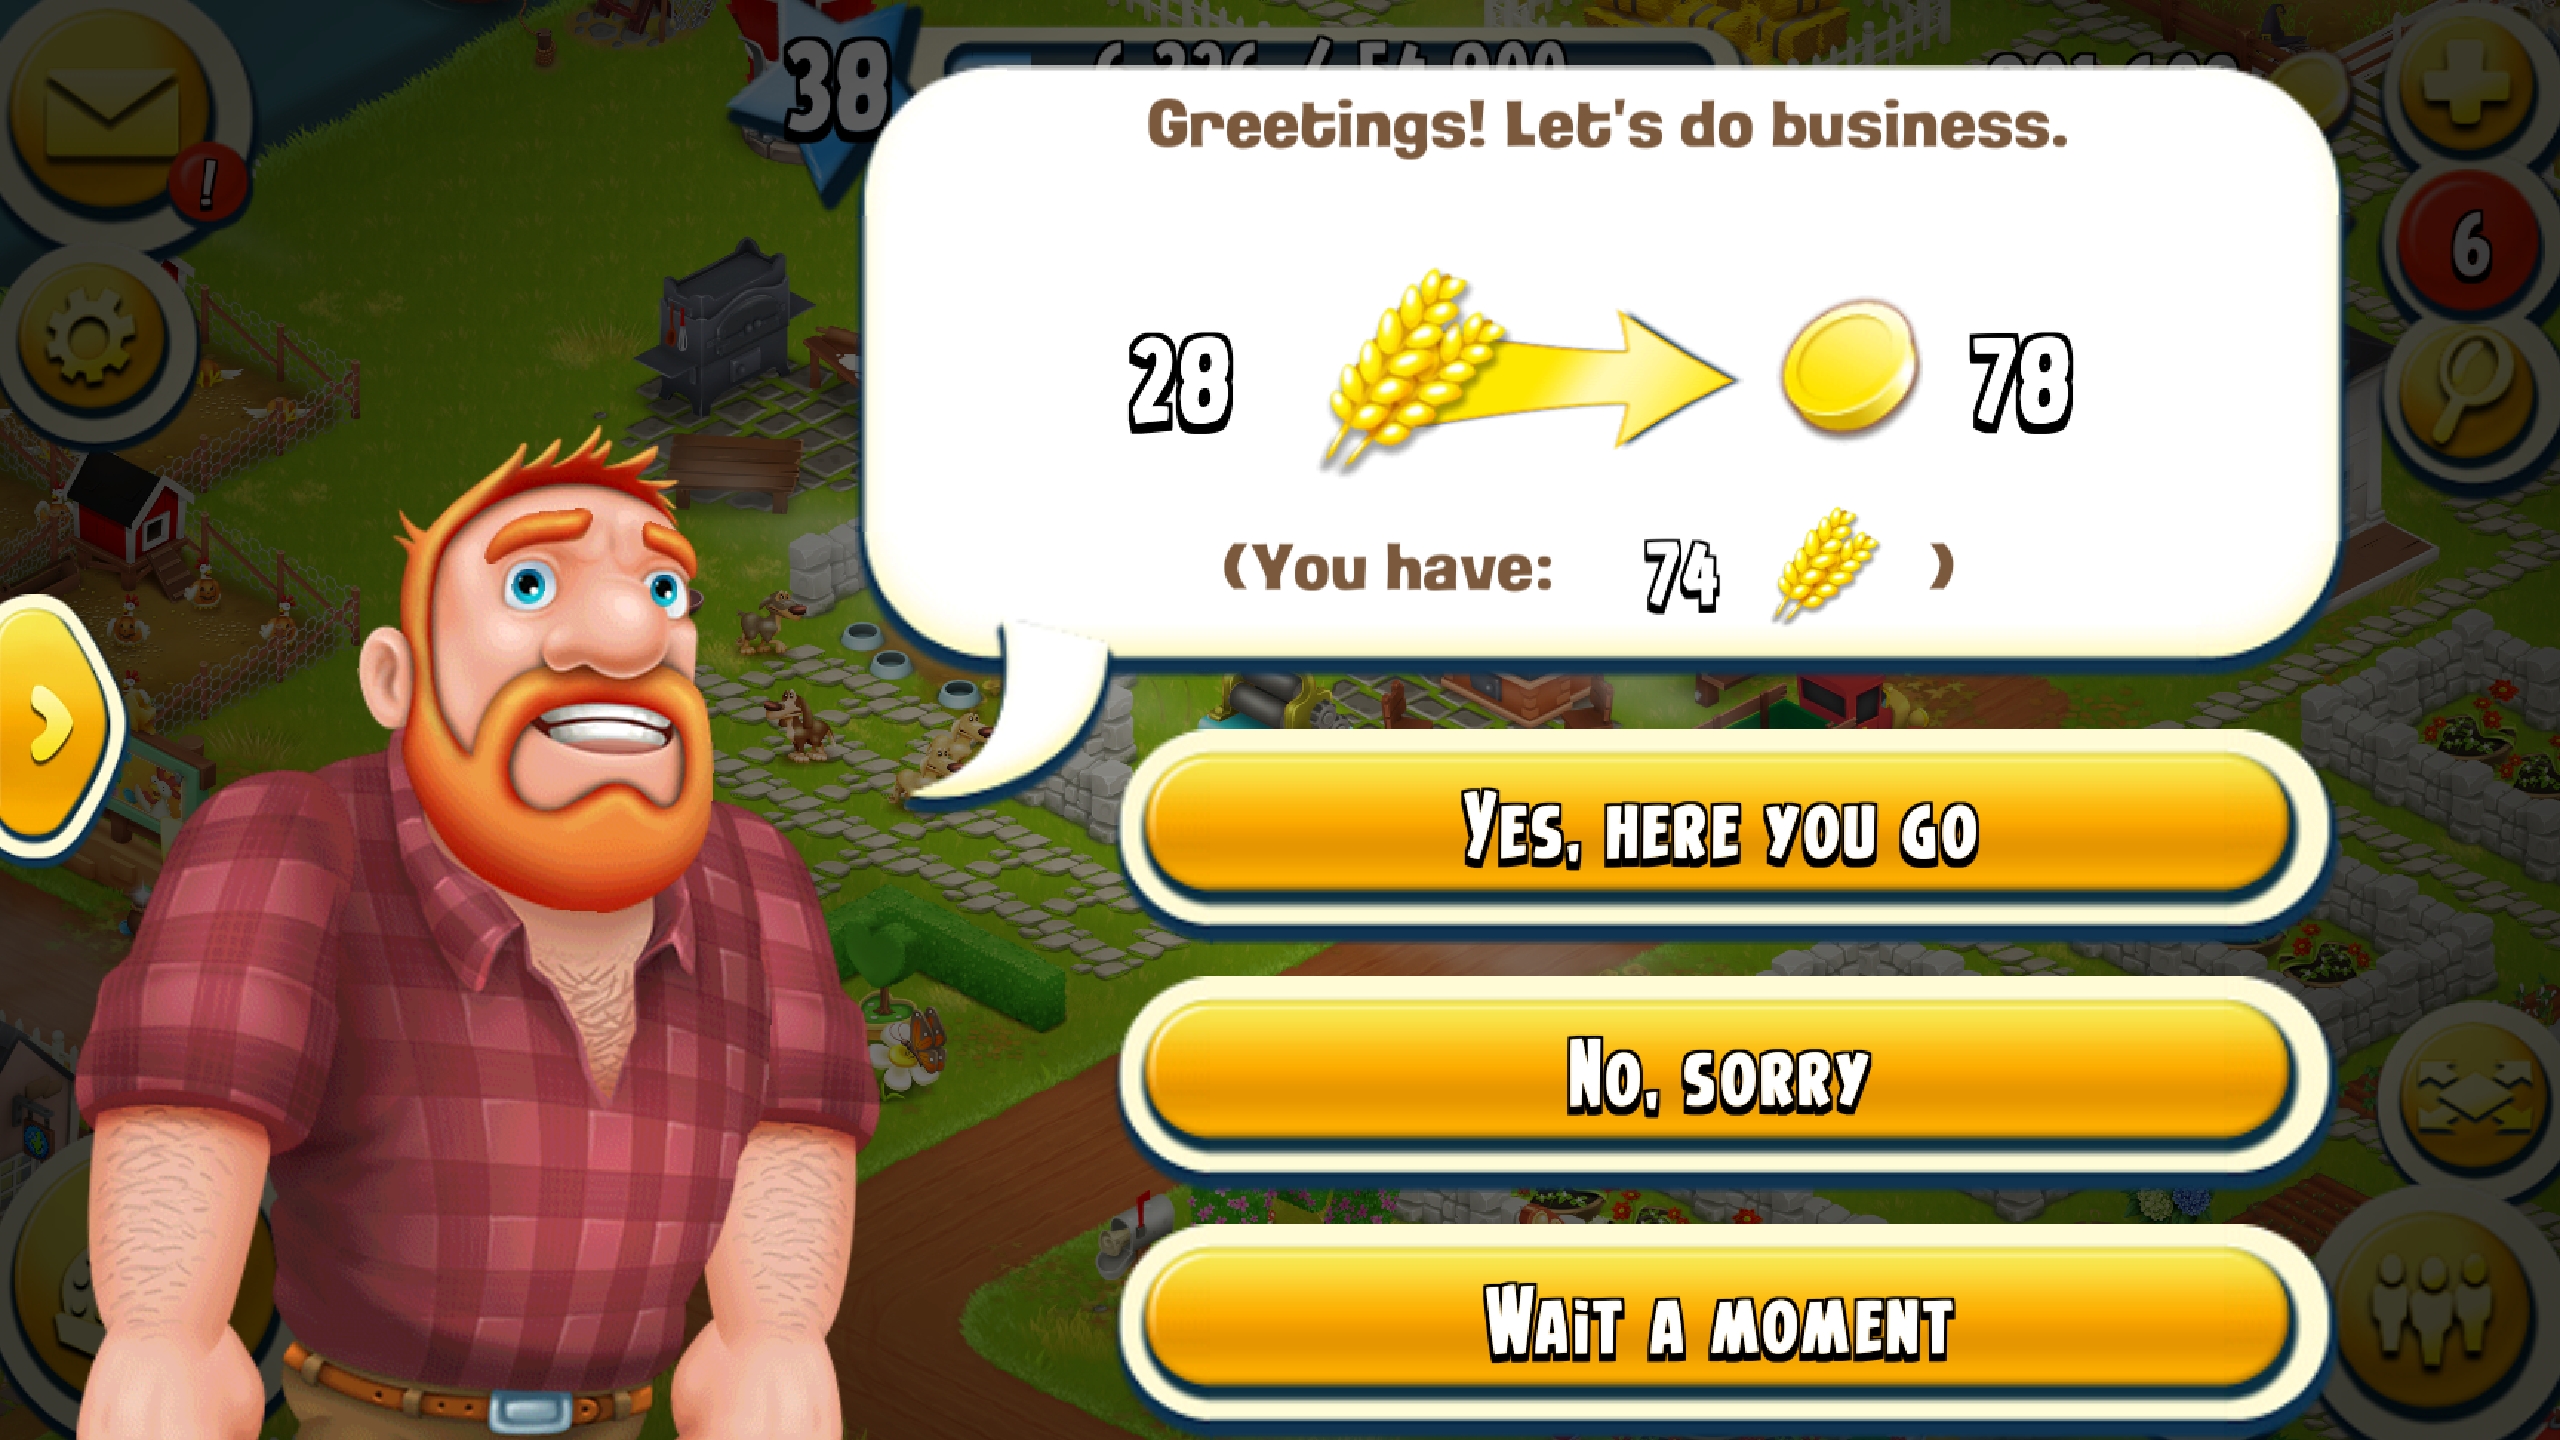 38
Greetings! Let's do business.
28 78
(You have: 74 )
!
6
Yes, here you go
No, sorry
Wait a moment